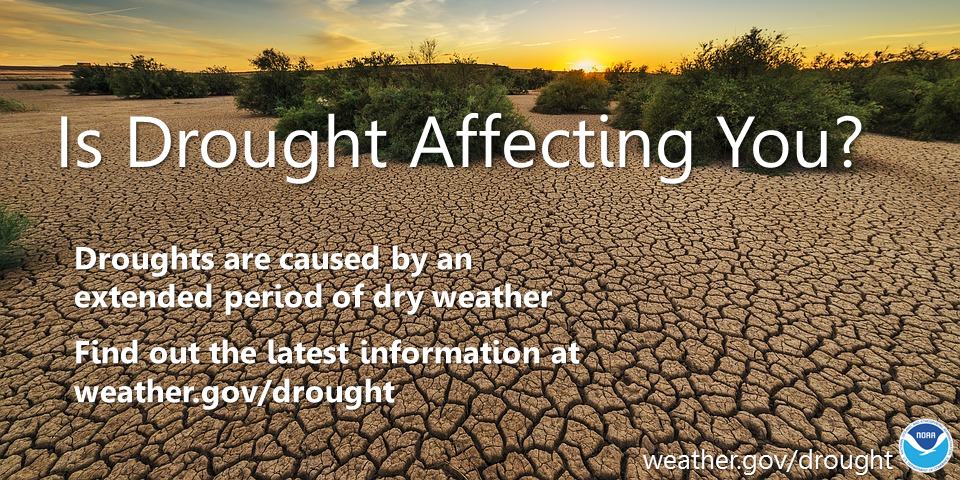 Is Drought Affecting You?
Droughts are caused by an
extended period of dry weather
Find out the latest information at
weather.gov/drought
weather.gov/drought
NOAA